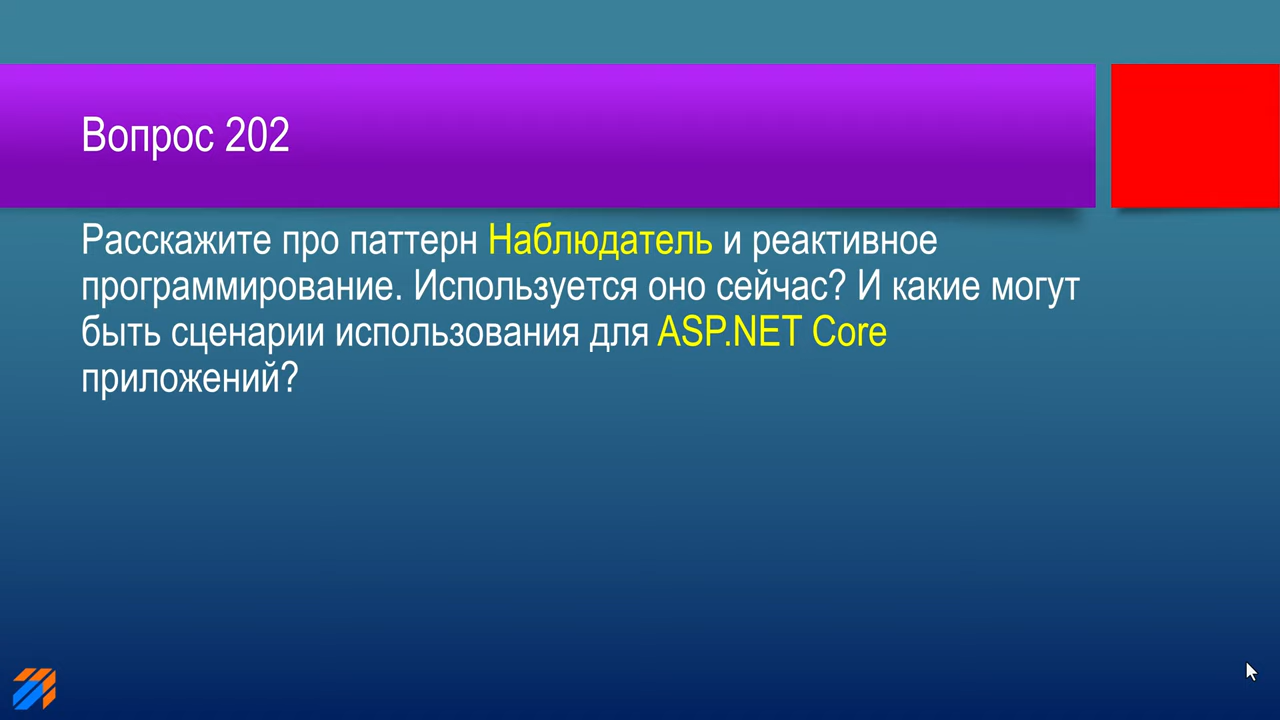 Вопрос 202
Расскажите про паттерн Наблюдатель и реактивное
программирование. Используется оно сейчас? И какие могут
быть сценарии использования для ASP.NET Core
приложений?